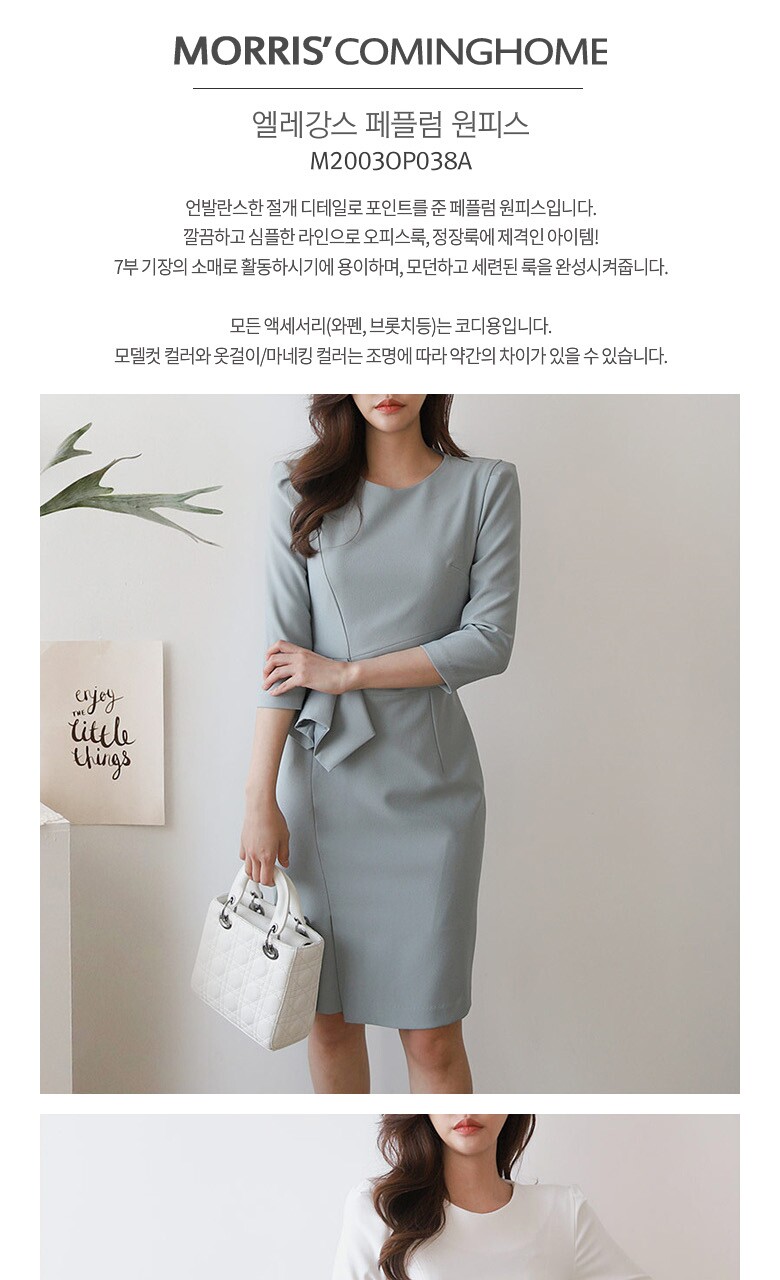 MORRIS’COMINGHOME
엘레강스 페플럼 원피스
M2003OP038A
언발란스한 절개 디테일로 포인트를 준 페플럼 원피스입니다.
깔끔하고 심플한 라인으로 오피스룩, 정장룩에 제격인 아이템!
7부 기장의 소매로 활동하시기에 용이하며, 모던하고 세련된 룩을 완성시켜줍니다.
모든 액세서리(와펜, 브롯치등)는 코디용입니다.
모델컷 컬러와 옷걸이/마네킹 컬러는 조명에 따라 약간의 차이가 있을 수 있습니다.
enjoy
THE
little
things